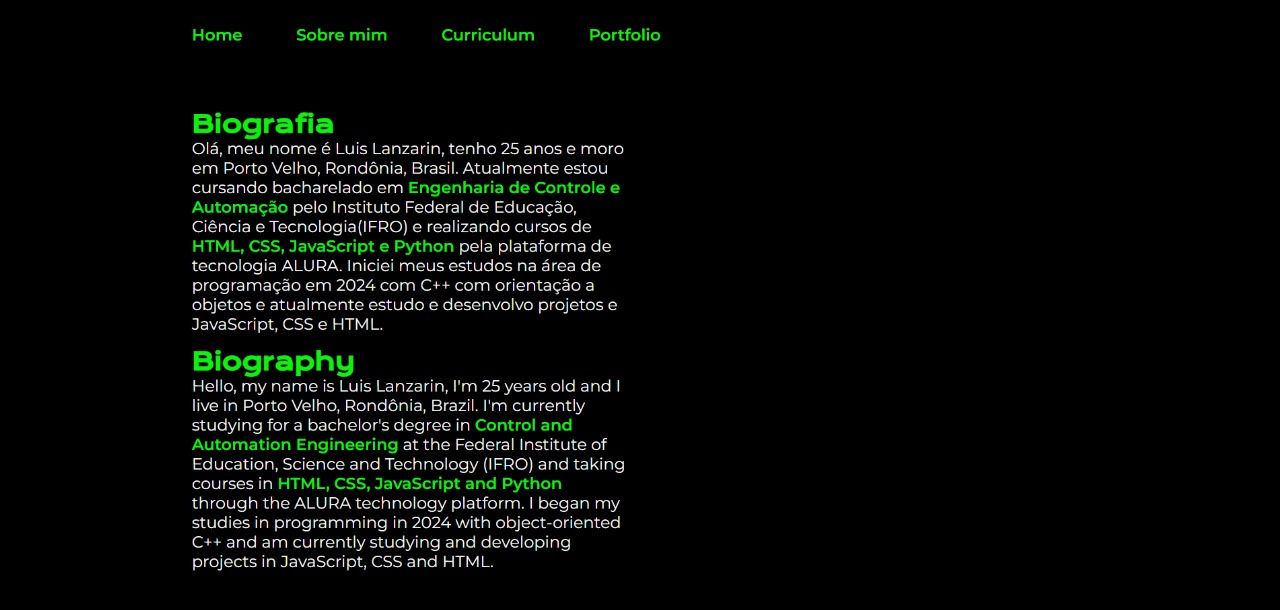 Home Sobre mim Curriculum Portfolio
Biografia
Olá, meu nome é Luis Lanzarin, tenho 25 anos e moro
em Porto Velho, Rondônia, Brasil. Atualmente estou
cursando bacharelado em Engenharia de Controle e
Automação pelo Instituto Federal de Educação,
Ciência e Tecnologia(IFRO) e realizando cursos de
HTML, CSS, JavaScript e Python pela plataforma de
tecnologia ALURA. Iniciei meus estudos na área de
programação em 2024 com C++ com orientação a
objetos e atualmente estudo e desenvolvo projetos e
JavaScript, CSS e HTML.
Biography
Hello, my name is Luis Lanzarin, I'm 25 years old and I
live in Porto Velho, Rondônia, Brazil. I'm currently
studying for a bachelor's degree in Control and
Automation Engineering at the Federal Institute of
Education, Science and Technology (IFRO) and taking
courses in HTML, CSS, JavaScript and Python
through the ALURA technology platform. I began my
studies in programming in 2024 with object-oriented
C++ and am currently studying and developing
projects in JavaScript, CSS and HTML.